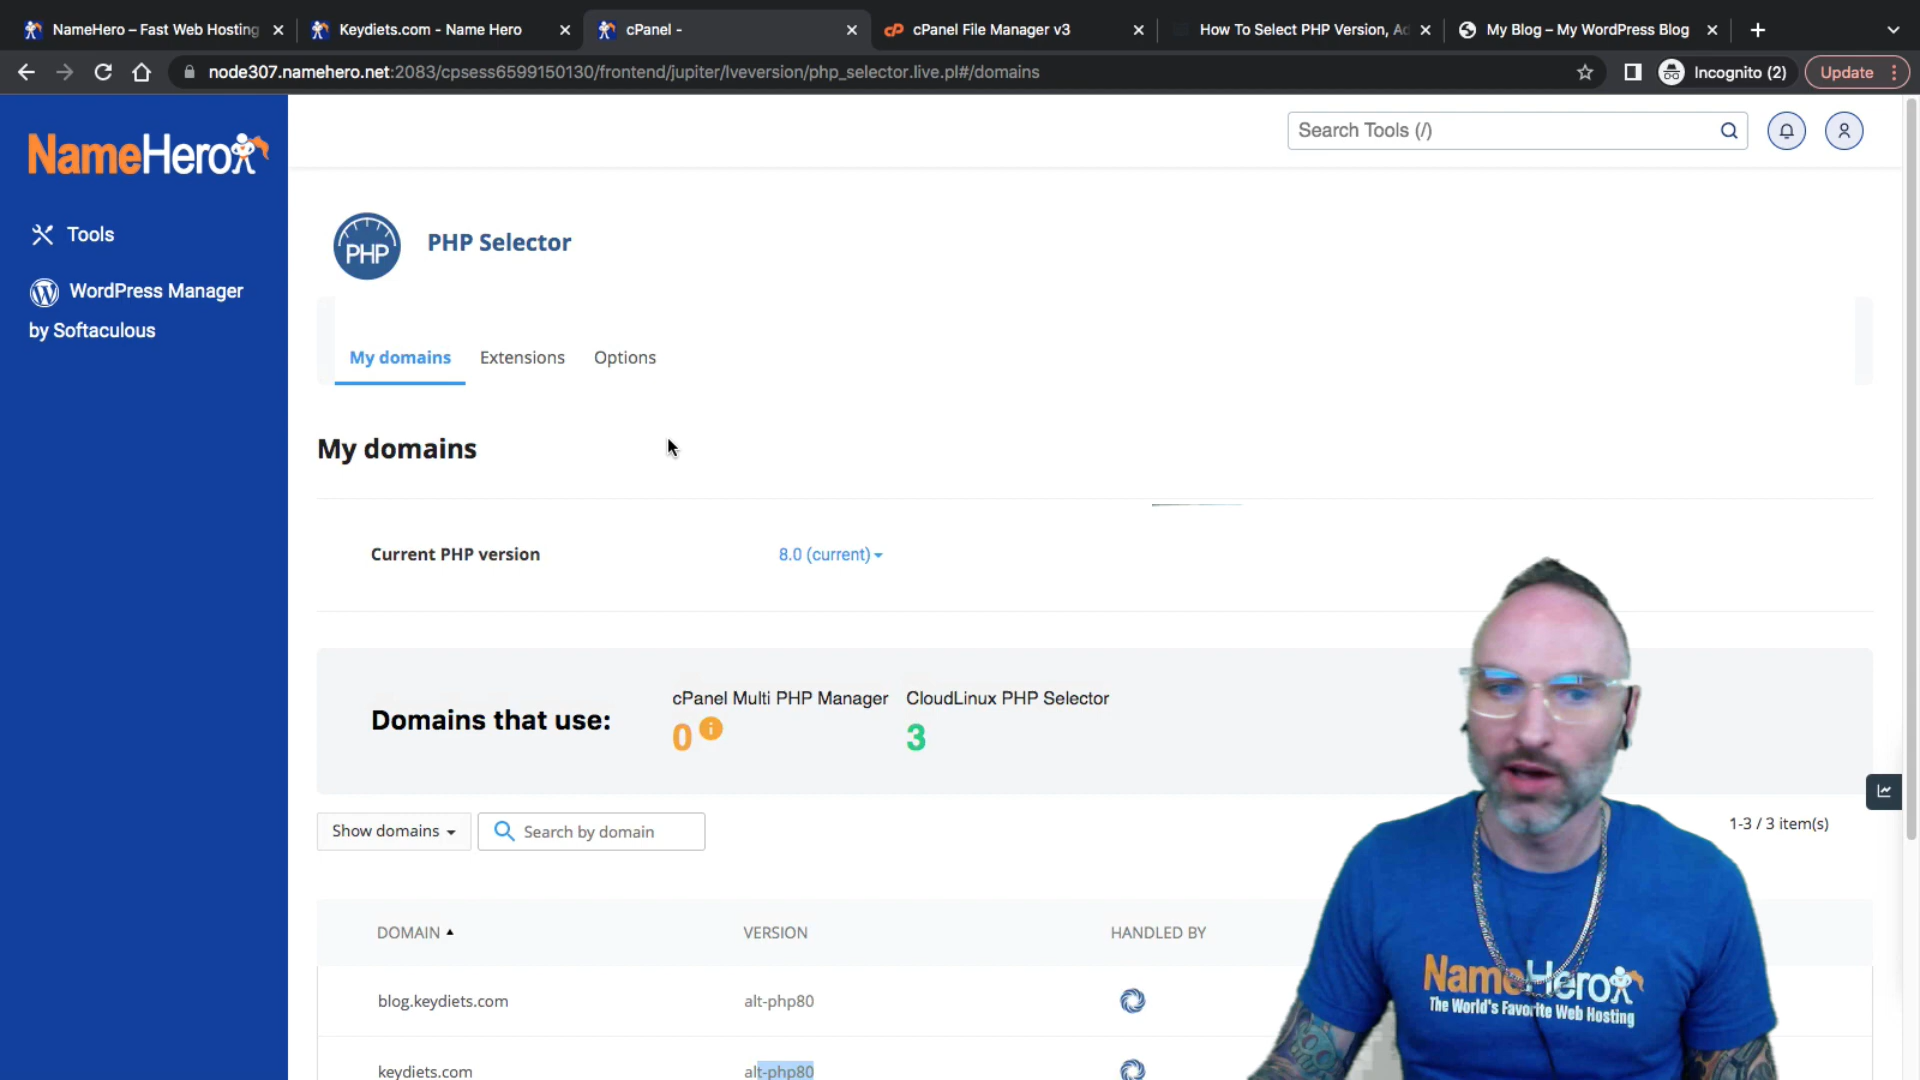 NameHero – Fast Web Hosting
Keydiets.com - Name Hero
cPanel -
cPanel File Manager v3
How To Select PHP Version, Ad
My Blog – My WordPress Blog
node307.namehero.net:2083/cpsess6599150130/frontend/jupiter/lveversion/php_selector.live.pl#/domains
Incognito (2)
Update
NameHero
Search Tools (/)
Tools
WordPress Manager
by Softaculous
PHP
PHP Selector
My domains
Extensions
Options
My domains
Current PHP version
8.0 (current)
Domains that use:
cPanel Multi PHP Manager
0
CloudLinux PHP Selector
3
Show domains
Search by domain
1-3 / 3 item(s)
DOMAIN
VERSION
HANDLED BY
blog.keydiets.com
alt-php80
keydiets.com
alt-php80
NameHero
The World's Favorite Web Hosting